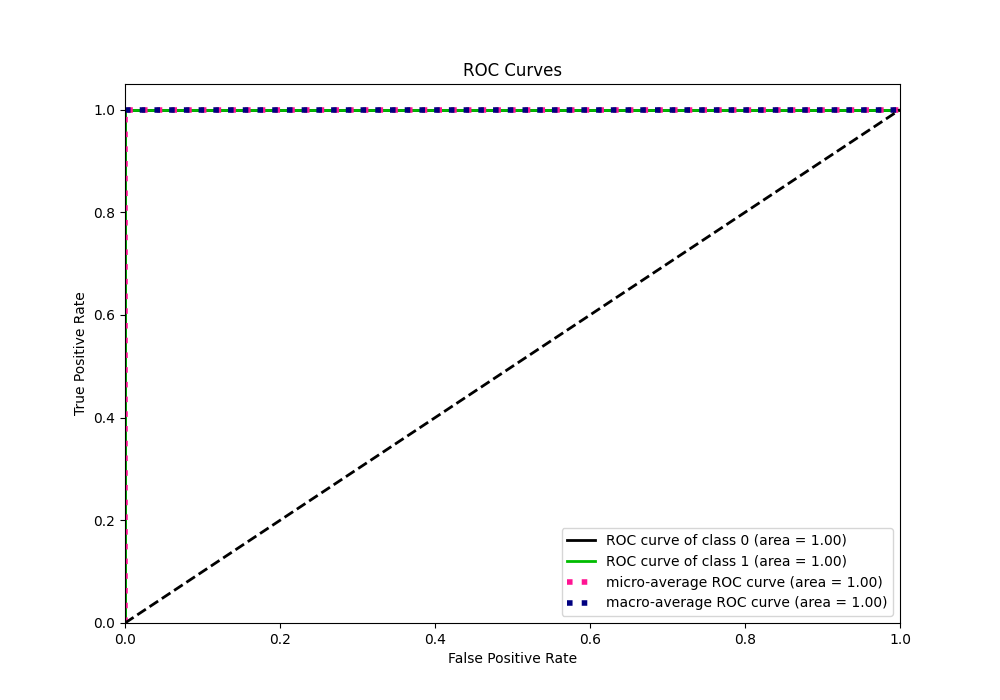 ROC Curves
True Positive Rate
1.0
0.8
0.6
0.4
0.2
0.0
0.0 0.2 0.4 0.6 0.8 1.0
False Positive Rate
ROC curve of class 0 (area = 1.00)
ROC curve of class 1 (area = 1.00)
micro-average ROC curve (area = 1.00)
macro-average ROC curve (area = 1.00)